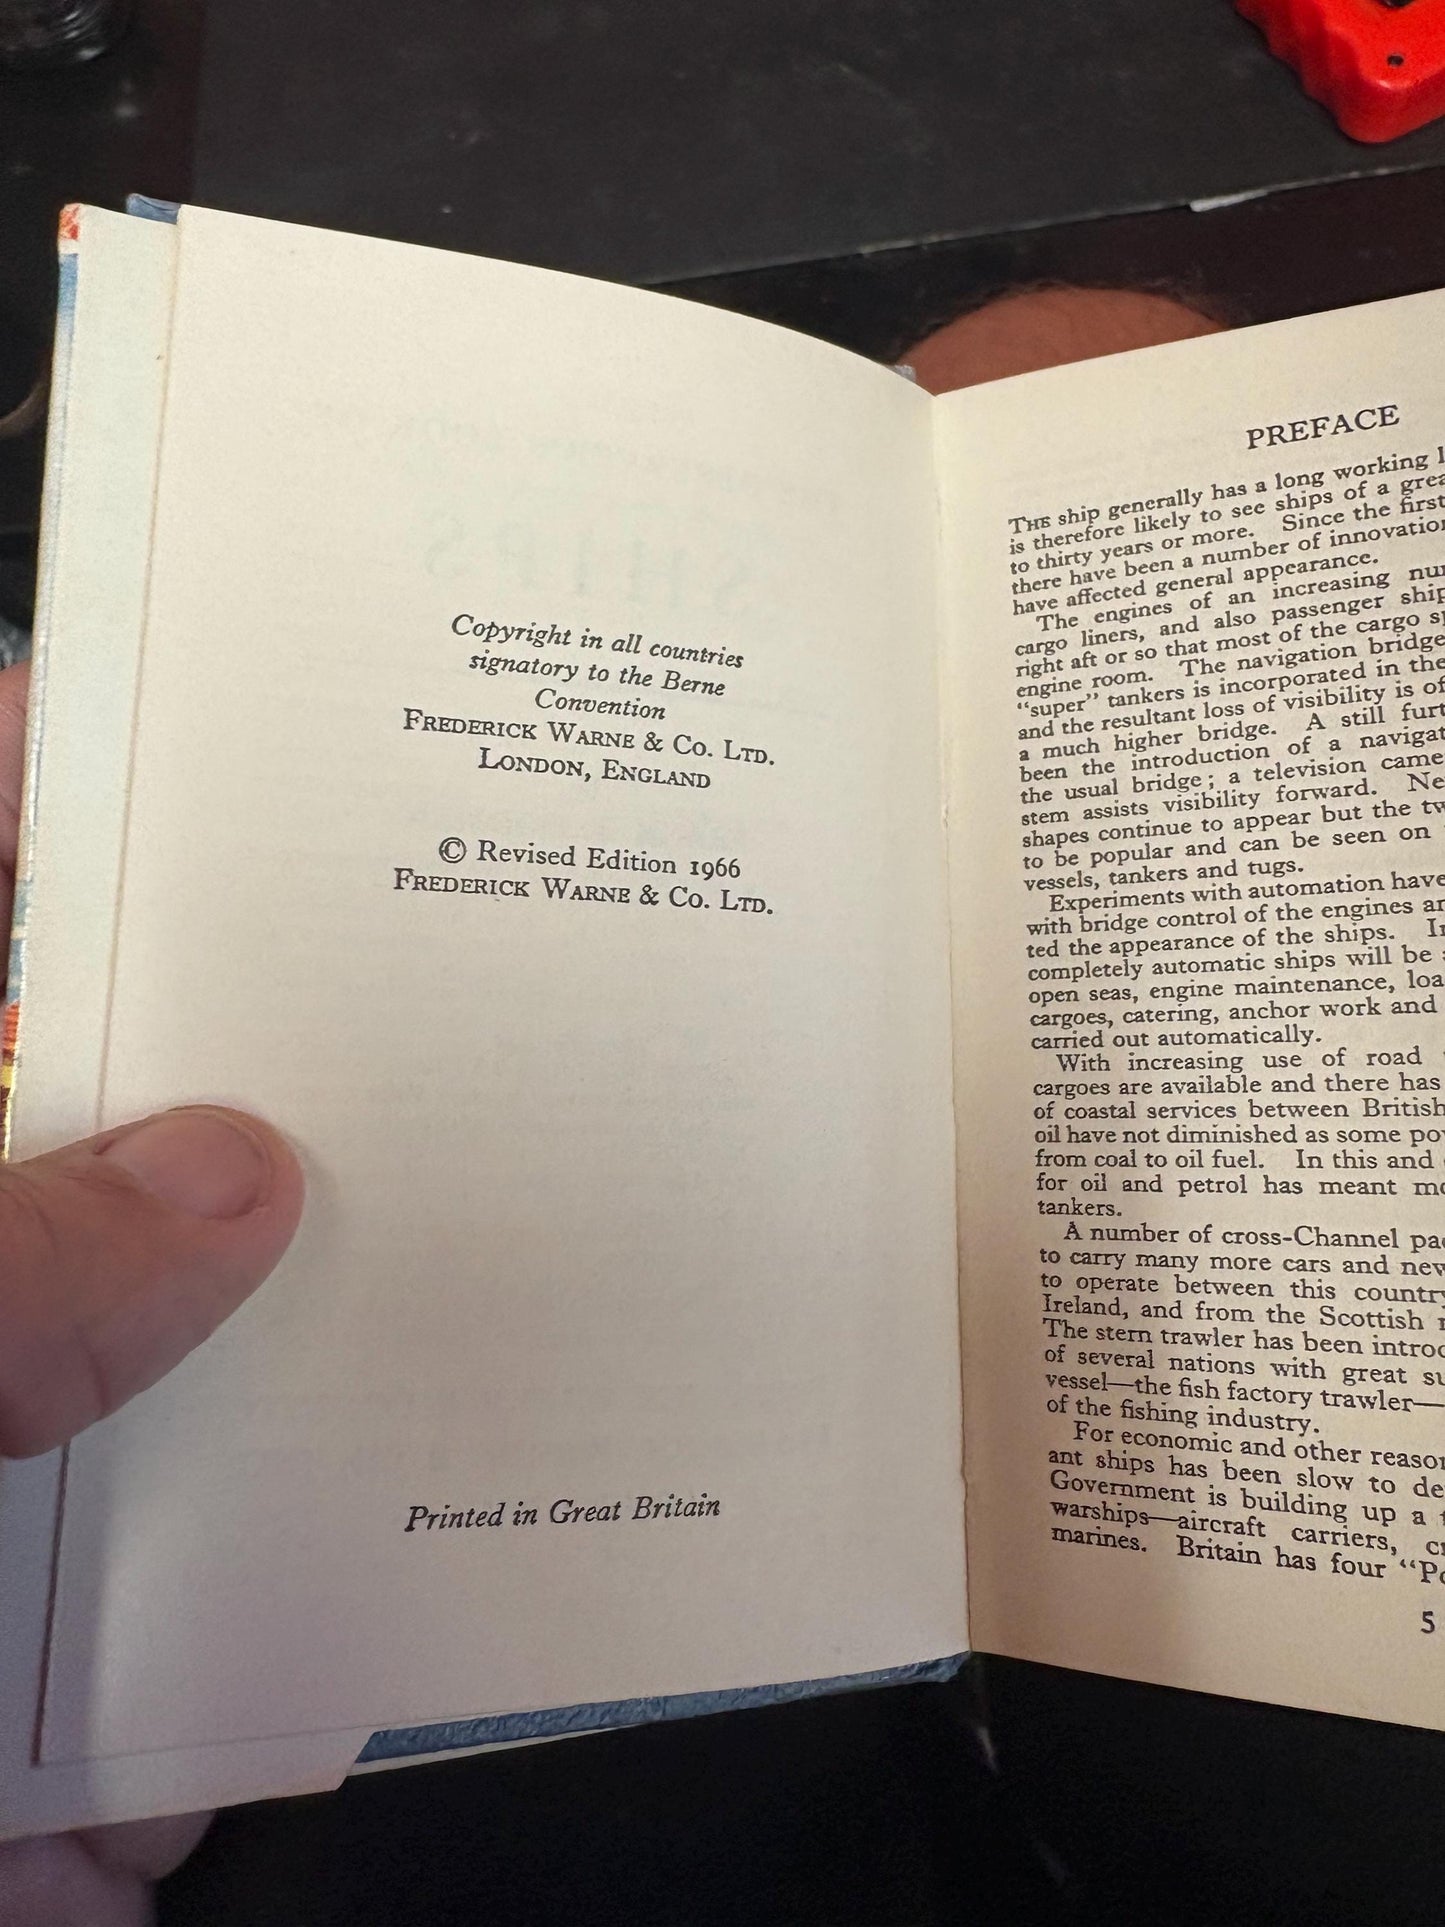 Copyright in all countries
signatory to the Berne
Convention
FREDERICK WARNE & CO. LTD.
LONDON, ENGLAND
© Revised Edition 1966
FREDERICK WARNE & CO. LTD.
Printed in Great Britain
PREFACE
THE ship generally has a long working
is therefore likely to see ships of a
to thirty years or more. Since the first
there have been a number of
have affected general appearance.
The engines of an increasing
cargo liners, and also passenger
right aft or so that most of the cargo
engine room. The navigation bridge
"super" tankers is incorporated in the
and the resultant loss of visibility is
a much higher bridge. A still
been the introduction of a
the usual bridge; a television
stem assists visibility forward.
shapes continue to appear but the
to be popular and can be seen on
vessels, tankers and tugs.
Experiments with automation have
with bridge control of the engines
ted the appearance of the ships.
completely automatic ships will be
open seas, engine maintenance,
cargoes, catering, anchor work and
carried out automatically.
With increasing use of road
cargoes are available and there has
of coastal services between British
oil have not diminished as some
from coal to oil fuel. In this and
for oil and petrol has meant
tankers.
A number of cross-Channel
to carry many more cars and
to operate between this
Ireland, and from the Scottish
The stern trawler has been
of several nations with great
vessel—the fish factory trawler—
of the fishing industry.
For economic and other
ant ships has been slow to
Government is building up a
warships—aircraft carriers,
marines. Britain has four
5